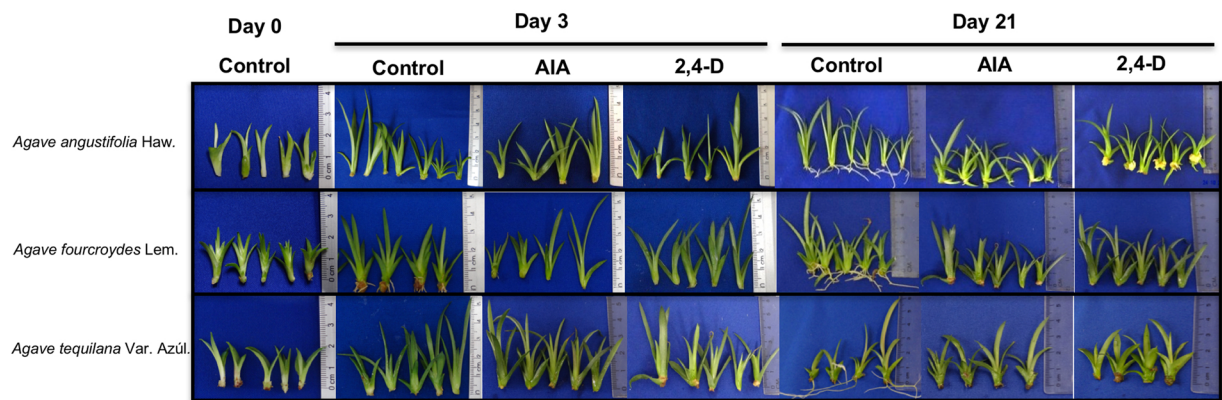 Day 0
Day 3
Day 21
Control
Control
AIA
2,4-D
Control
AIA
2,4-D
Agave angustifolia Haw.
Agave fourcroydes Lem.
Agave tequilana Var. Azúl.